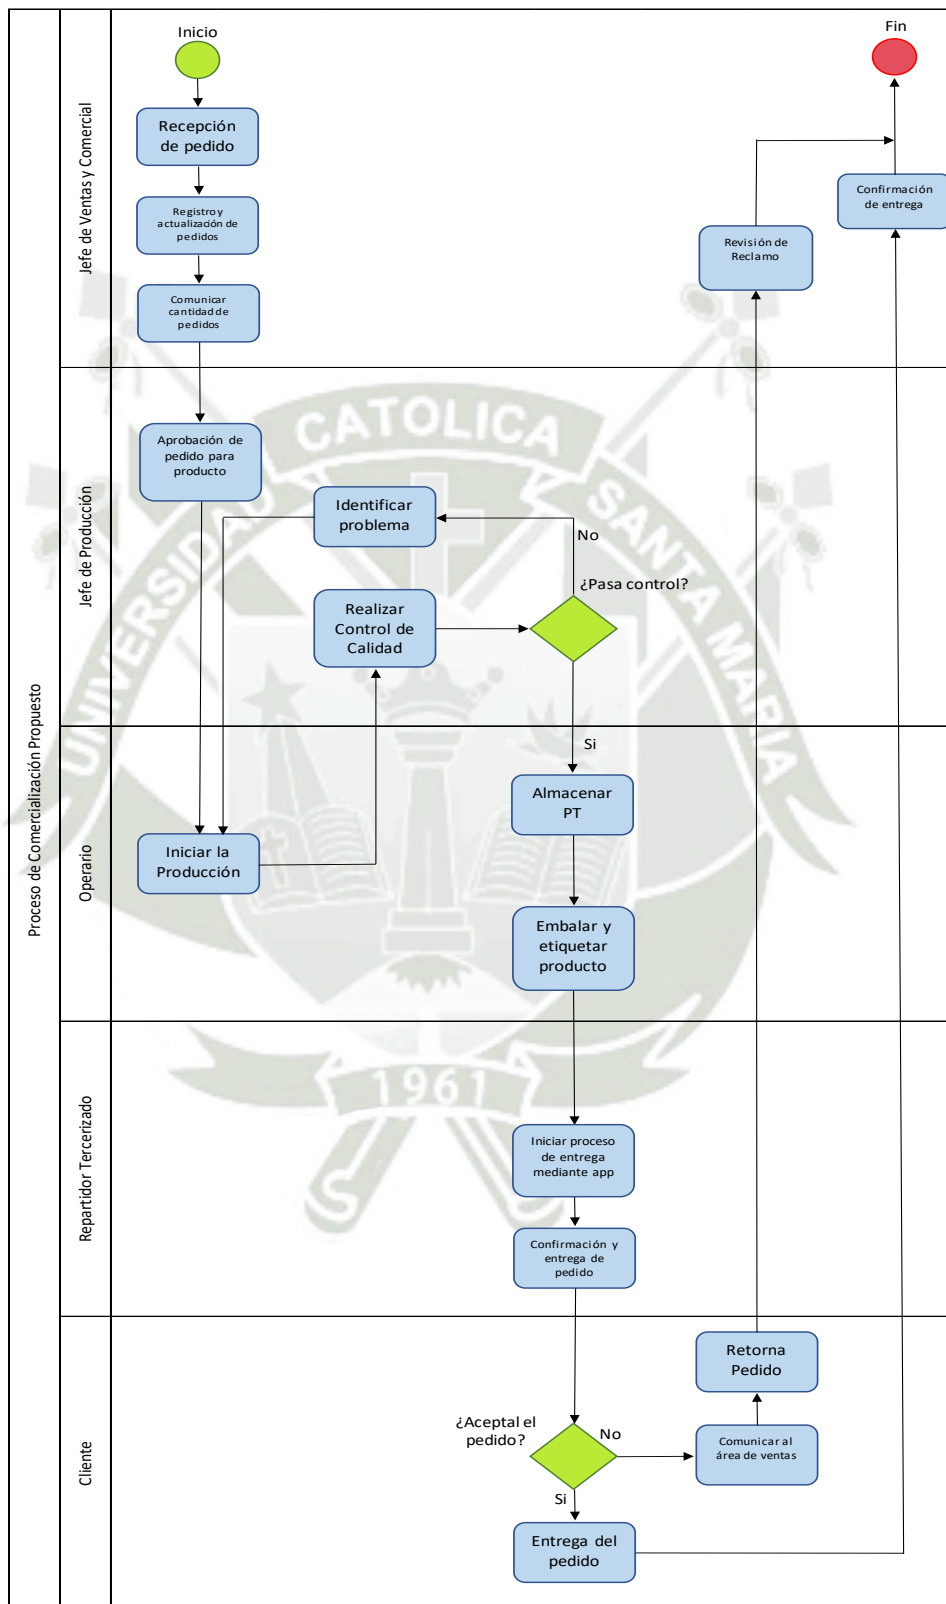 Proceso de Comercialización Propuesto
Jefe de Ventas y Comercial
Inicio
Fin
Recepción
de pedido
Registro y
actualización de
pedidos
Comunicar
cantidad de
pedidos
Revisión de
Reclamo
Confirmación
de entrega
Jefe de Producción
Aprobación de
pedido para
producto
Identificar
problema
No
¿Pasa control?
Realizar
Control de
Calidad
Operario
Si
Almacenar
PT
Iniciar la
Producción
Embalar y
etiquetar
producto
Repartidor Tercerizado
Iniciar proceso
de entrega
mediante app
Confirmación y
entrega de
pedido
Cliente
Retorna
Pedido
¿Aceptal el
pedido?
No
Comunicar al
área de ventas
Si
Entrega del
pedido
UNIVERSIDAD CATOLICA SANTA MARIA
1961